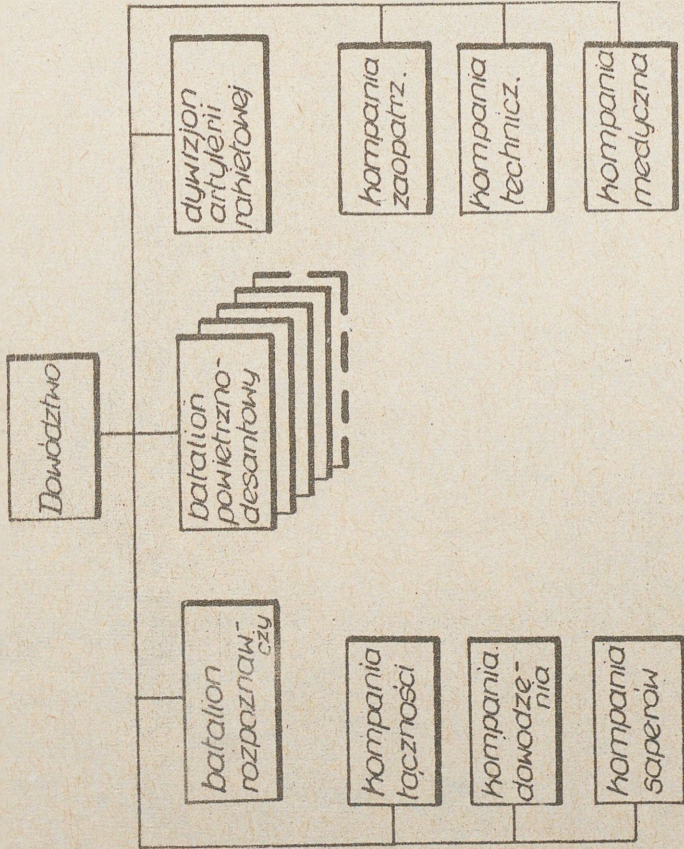 Dowództwo
batalion
rozpoznaw-
czy
batalion
powietrzno-
desantowy
dywizjon
artylerii
rakietowej
kompania
łączności
kompania
dowodze-
nia
kompania
saperów
kompania
zaopatrz.
kompania
technicz.
kompania
medyczna